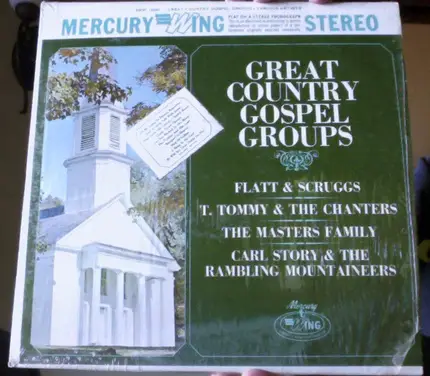 MERCURY WING STEREO
GREAT
COUNTRY
GOSPEL
GROUPS
FLATT & SCRUGGS
T. TOMMY & THE CHANTERS
THE MASTERS FAMILY
CARL STORY & THE
RAMBLING MOUNTAINEERS
Mercury
WING